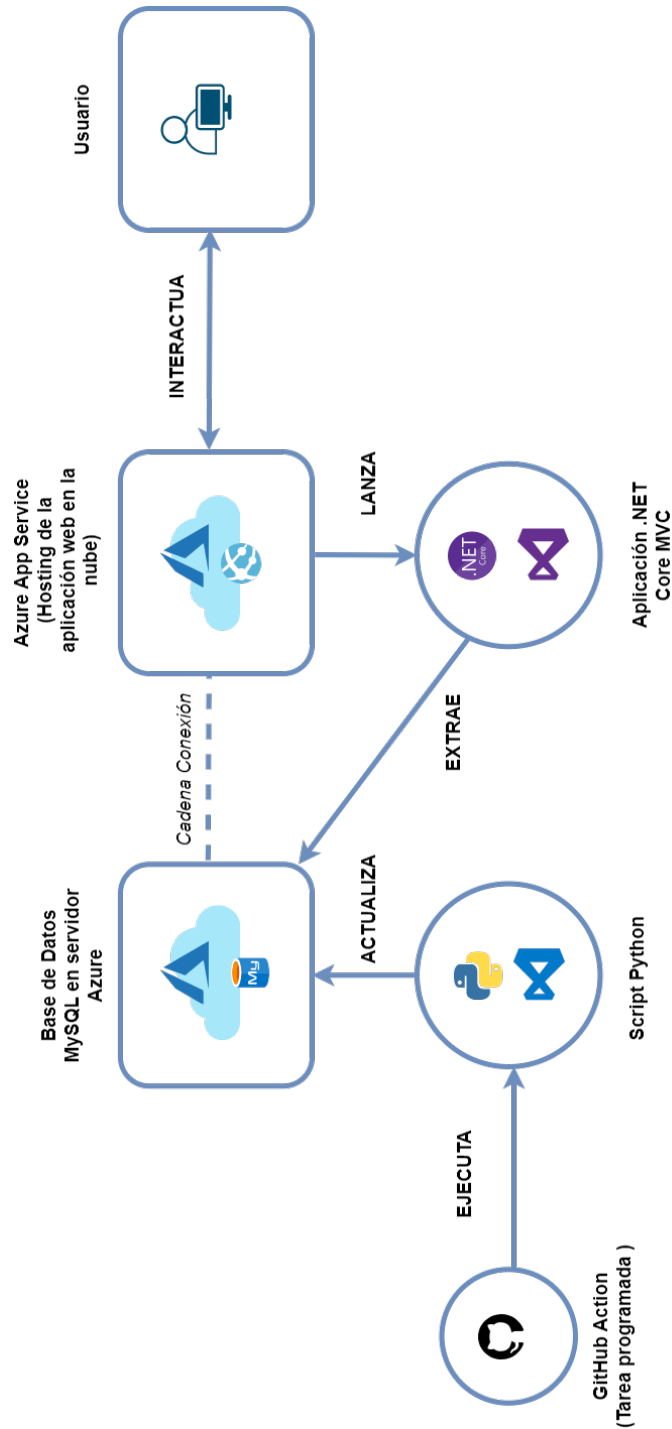 Base de Datos
MySQL en servidor
Azure
Azure App Service
(Hosting de la
aplicación web en la
nube)
Usuario
My
Cadena Conexión
INTERACTUA
ACTUALIZA
EXTRAE
LANZA
EJECUTA
.NET
Core
GitHub Action
(Tarea programada )
Script Python
Aplicación .NET
Core MVC